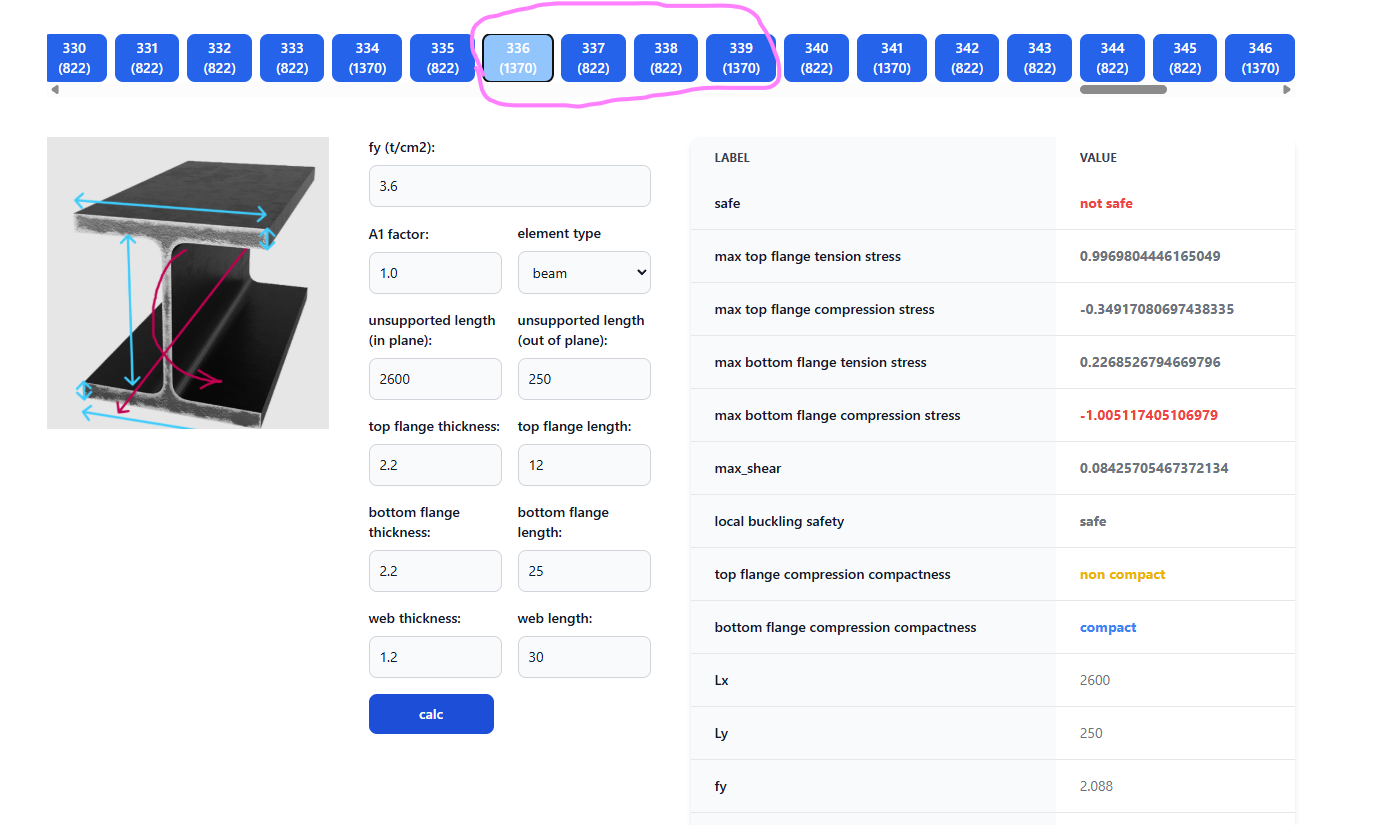 330 331 332 333 334 335 336 337 338 339 340 341 342 343 344 345 346
(822) (822) (822) (822) (1370) (822) (1370) (822) (822) (1370) (822) (1370) (822) (822) (822) (822) (1370)
fy (t/cm2):
3.6
A1 factor: element type
1.0 beam
unsupported length unsupported length
(in plane): (out of plane):
2600 250
top flange thickness: top flange length:
2.2 12
bottom flange bottom flange
thickness: length:
2.2 25
web thickness: web length:
1.2 30
calc
LABEL VALUE
safe not safe
max top flange tension stress 0.9969804446165049
max top flange compression stress -0.34917080697438335
max bottom flange tension stress 0.2268526794669796
max bottom flange compression stress -1.005117405106979
max_shear 0.08425705467372134
local buckling safety safe
top flange compression compactness non compact
bottom flange compression compactness compact
Lx 2600
Ly 250
fy 2.088